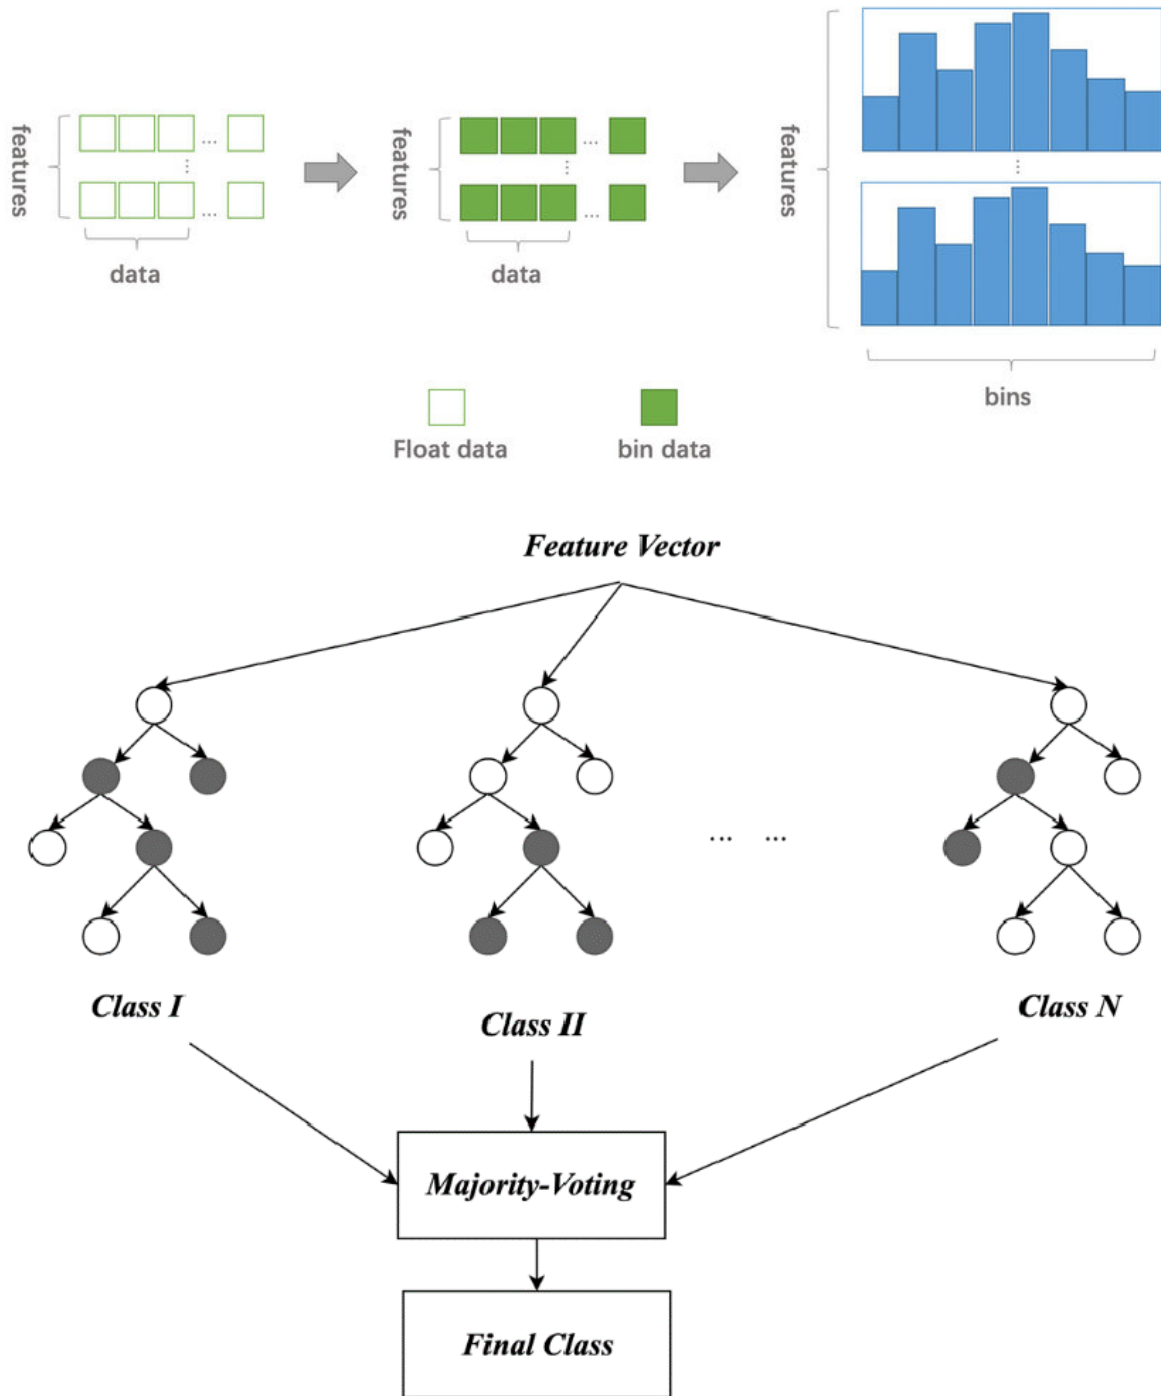 features
...
...
...
data
features
...
...
...
data
features
...
bins
Float data
bin data
Feature Vector
... ...
Class I
Class II
Class N
Majority-Voting
Final Class